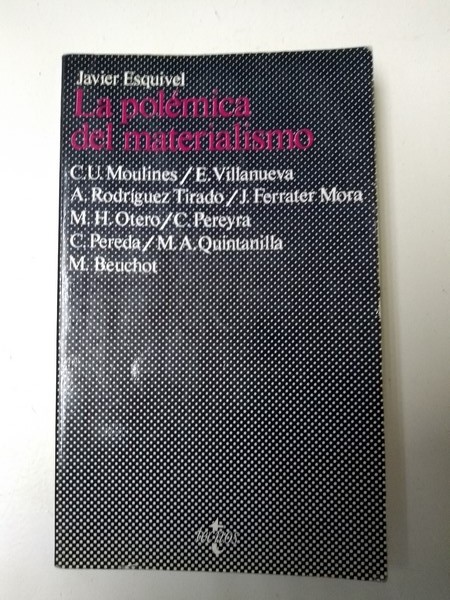 Javier Esquivel
La polémica
del materialismo
C.U. Moulines/E. Villanueva
A. Rodríguez Tirado/J. Ferrater Mora
M. H. Otero/C. Pereyra
C. Pereda/M. A. Quintanilla
M. Beuchot
tecnos